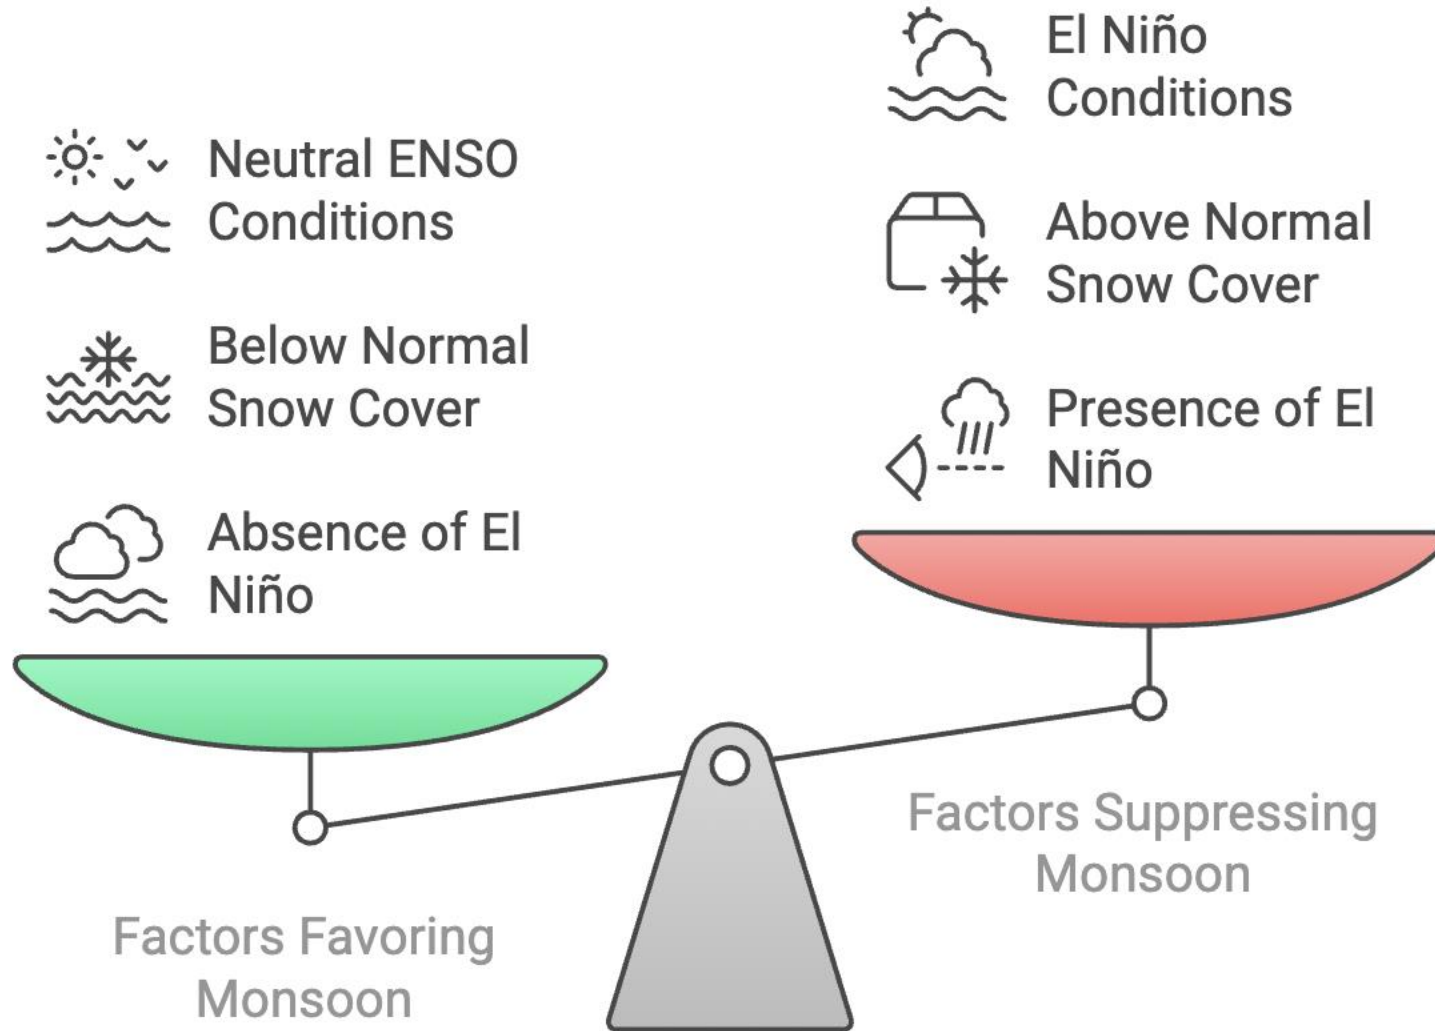 Neutral ENSO
Conditions
Below Normal
Snow Cover
Absence of El
Niño
Factors Favoring
Monsoon
El Niño
Conditions
Above Normal
Snow Cover
Presence of El
Niño
Factors Suppressing
Monsoon